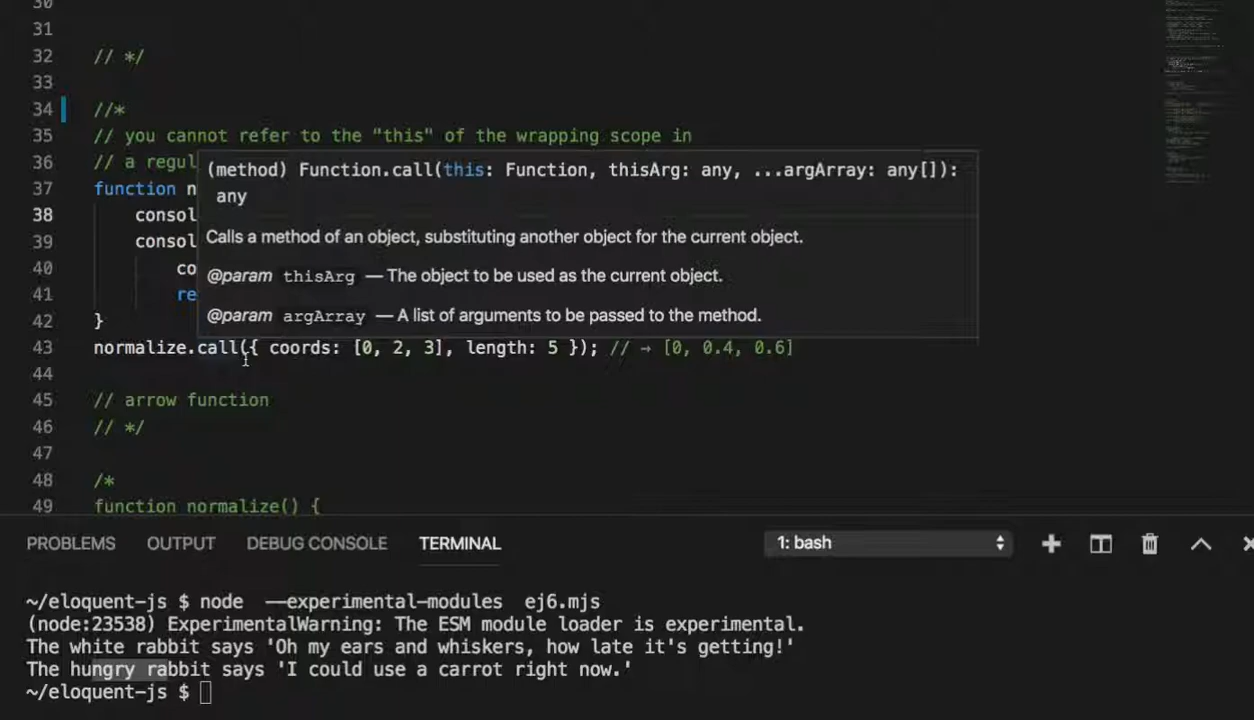 30
31
32 // */
33
34 //*
35 // you cannot refer to the "this" of the wrapping scope in
36 // a regul
(method) Function.call(this: Function, thisArg: any, ...argArray: any[]):
any
37 function n
38 consol
Calls a method of an object, substituting another object for the current object.
39 consol
40 co
@param thisArg — The object to be used as the current object.
41 re
@param argArray — A list of arguments to be passed to the method.
42 }
43 normalize.call({ coords: [0, 2, 3], length: 5 }); // → [0, 0.4, 0.6]
44
45 // arrow function
46 // */
47
48 /*
49 function normalize() {
PROBLEMS OUTPUT DEBUG CONSOLE TERMINAL 1: bash
~/eloquent-js $ node --experimental-modules ej6.mjs
(node:23538) ExperimentalWarning: The ESM module loader is experimental.
The white rabbit says 'Oh my ears and whiskers, how late it's getting!'
The hungry rabbit says 'I could use a carrot right now.'
~/eloquent-js $